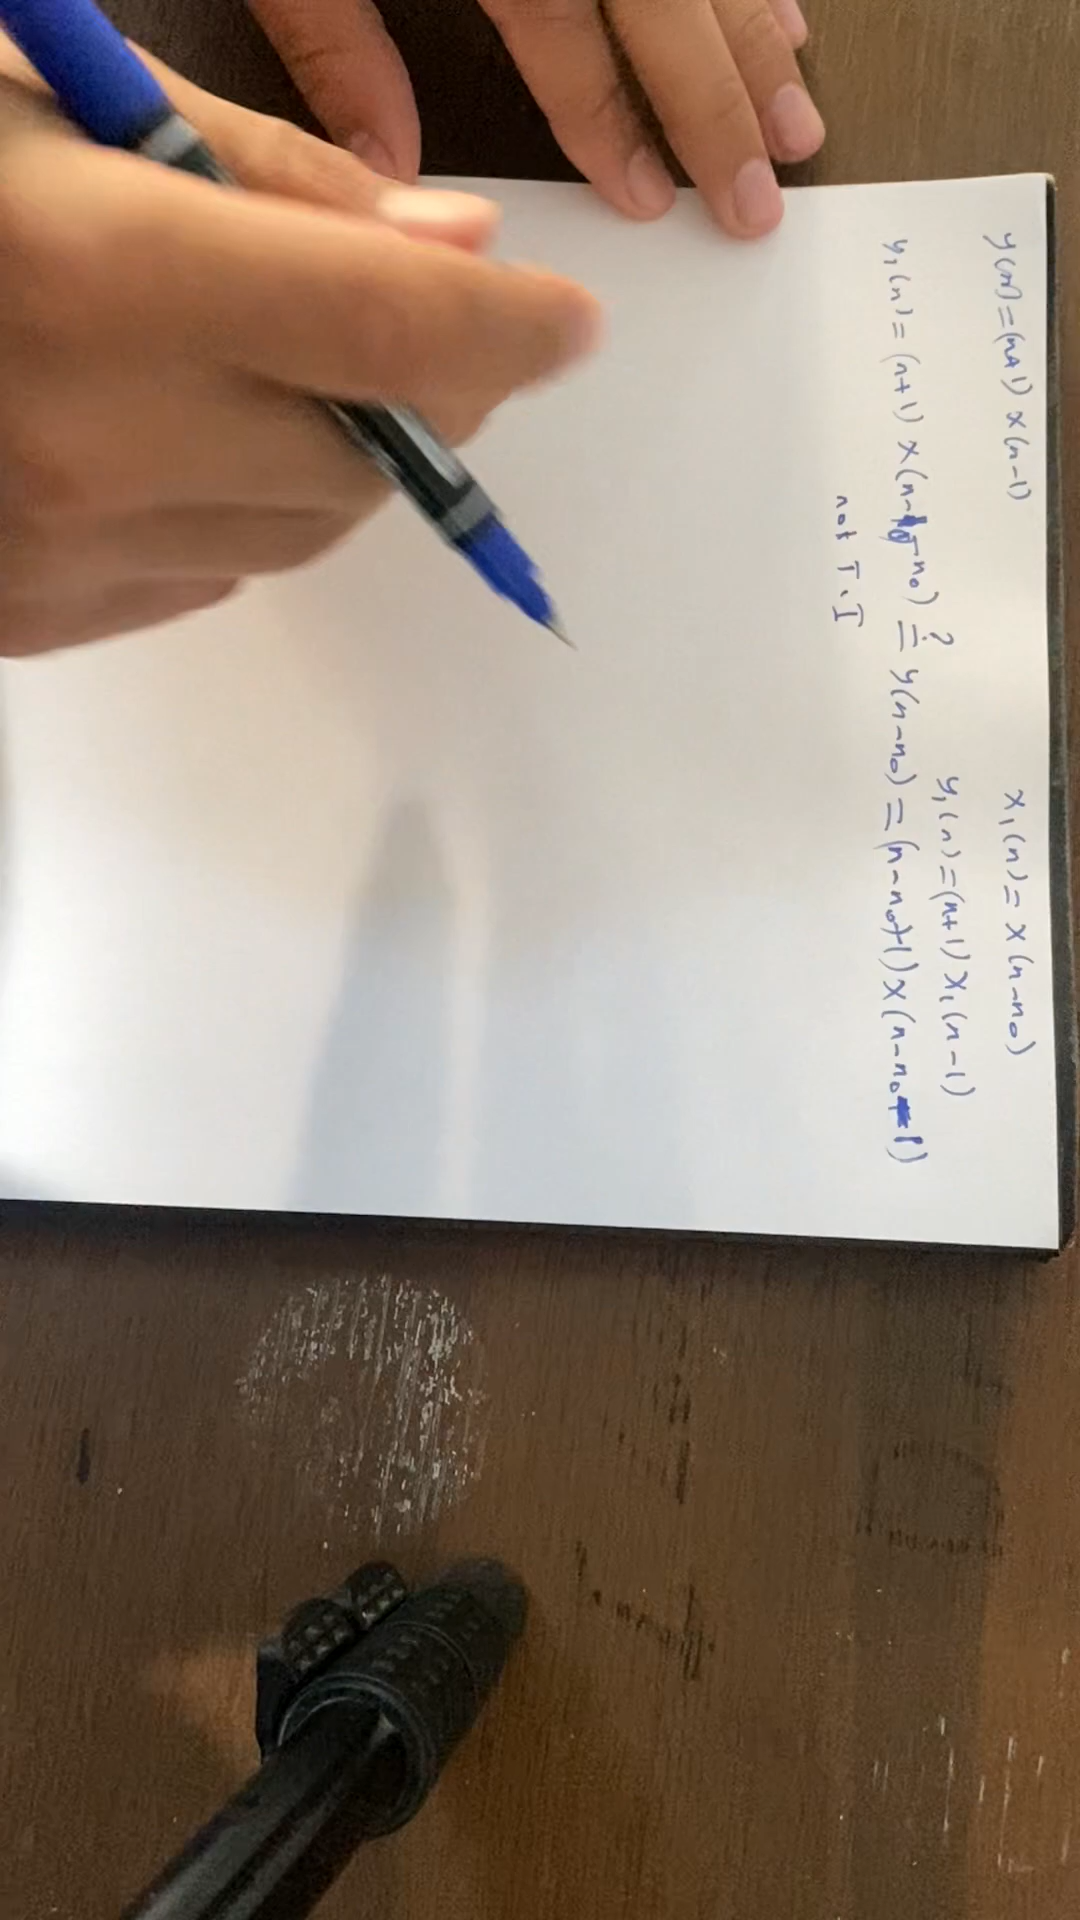 y(n)=(n+1) x(n-1)
x₁(n)= x(n-n₀)
y₁(n)=(n+1) x₁(n-1)
y₁(n)= (n+1) x(n-1-n₀) ≟ y(n-n₀) = (n-n₀+1) x(n-n₀-1)
not T.I